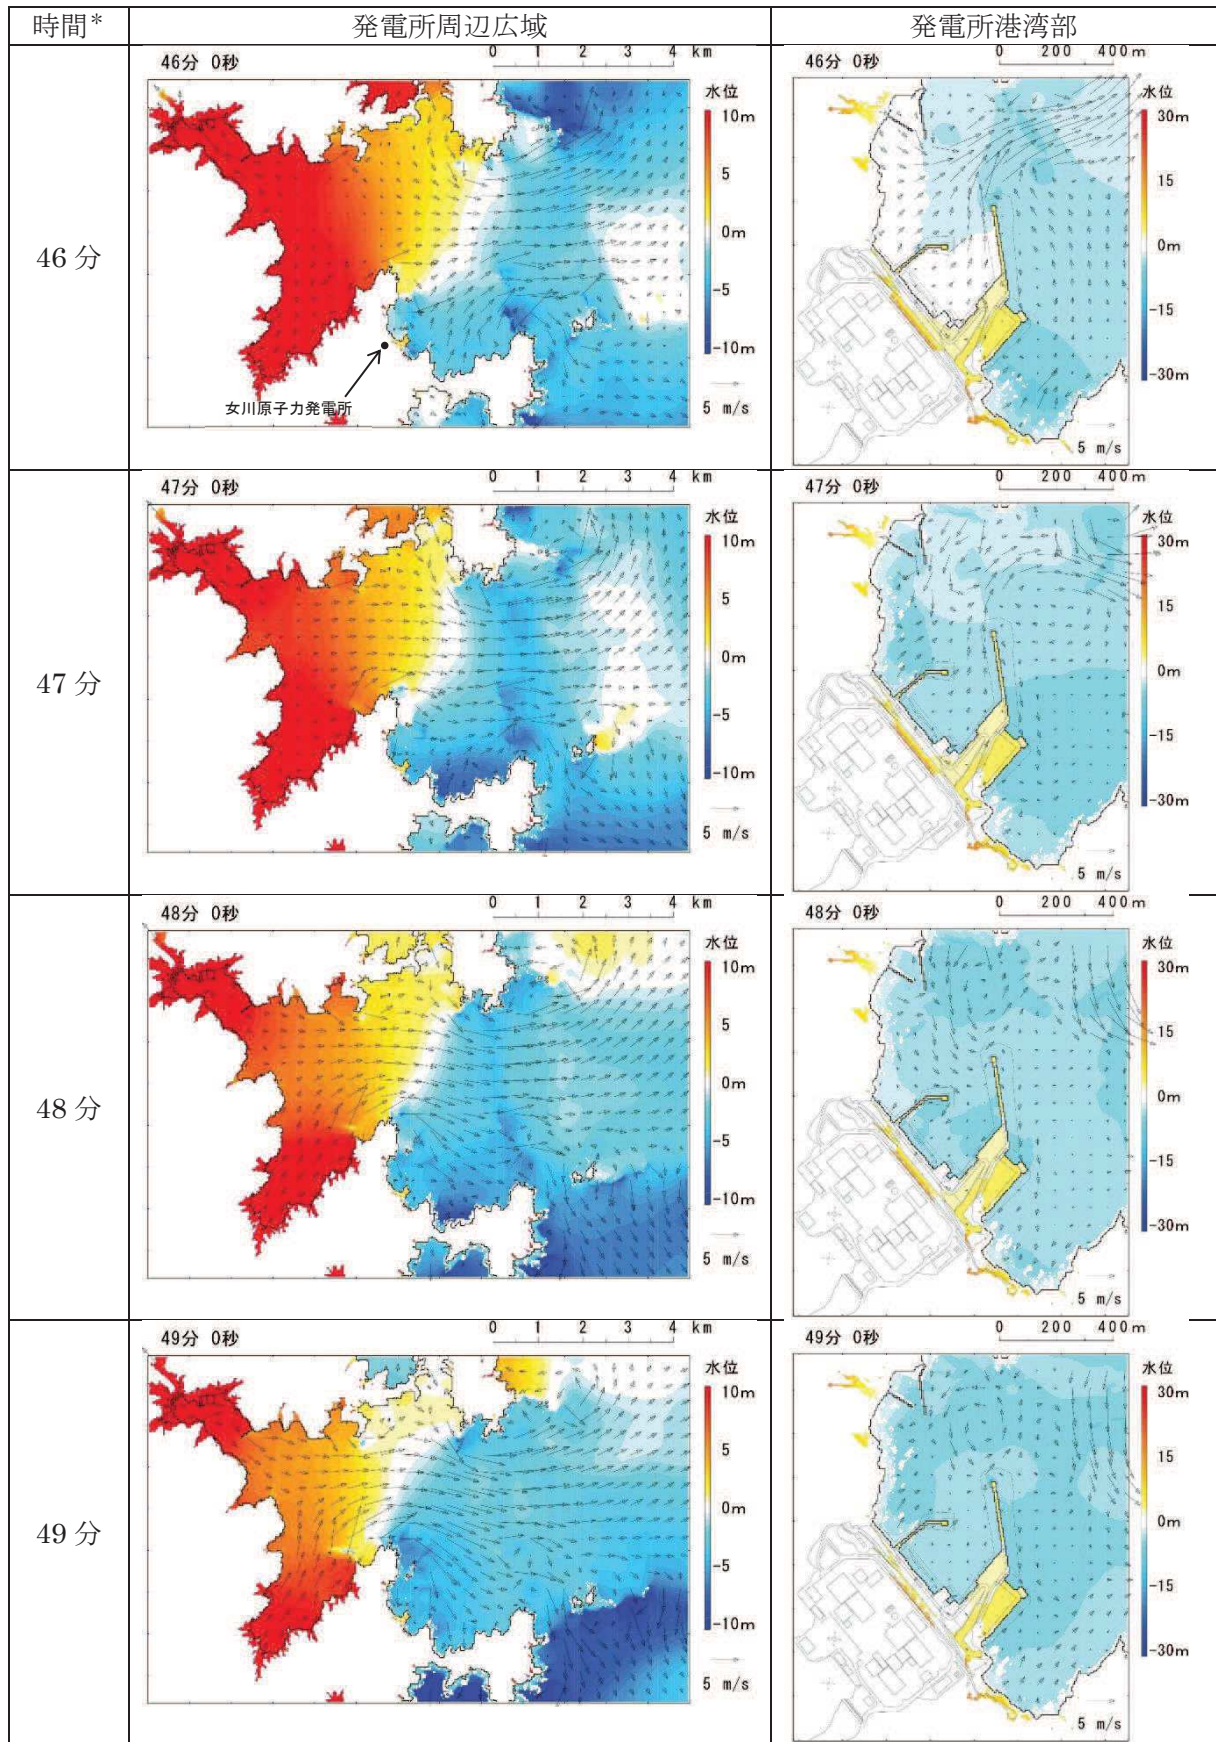 時間* 発電所周辺広域 発電所港湾部
46分
46分 0秒 0 1 2 3 4 km
水位
10m
5
0m
-5
-10m
5 m/s
女川原子力発電所
46分 0秒 0 200 400m
水位
30m
15
0m
-15
-30m
5 m/s
47分
47分 0秒 0 1 2 3 4 km
水位
10m
5
0m
-5
-10m
5 m/s
47分 0秒 0 200 400m
水位
30m
15
0m
-15
-30m
5 m/s
48分
48分 0秒 0 1 2 3 4 km
水位
10m
5
0m
-5
-10m
5 m/s
48分 0秒 0 200 400m
水位
30m
15
0m
-15
-30m
5 m/s
49分
49分 0秒 0 1 2 3 4 km
水位
10m
5
0m
-5
-10m
5 m/s
49分 0秒 0 200 400m
水位
30m
15
0m
-15
-30m
5 m/s